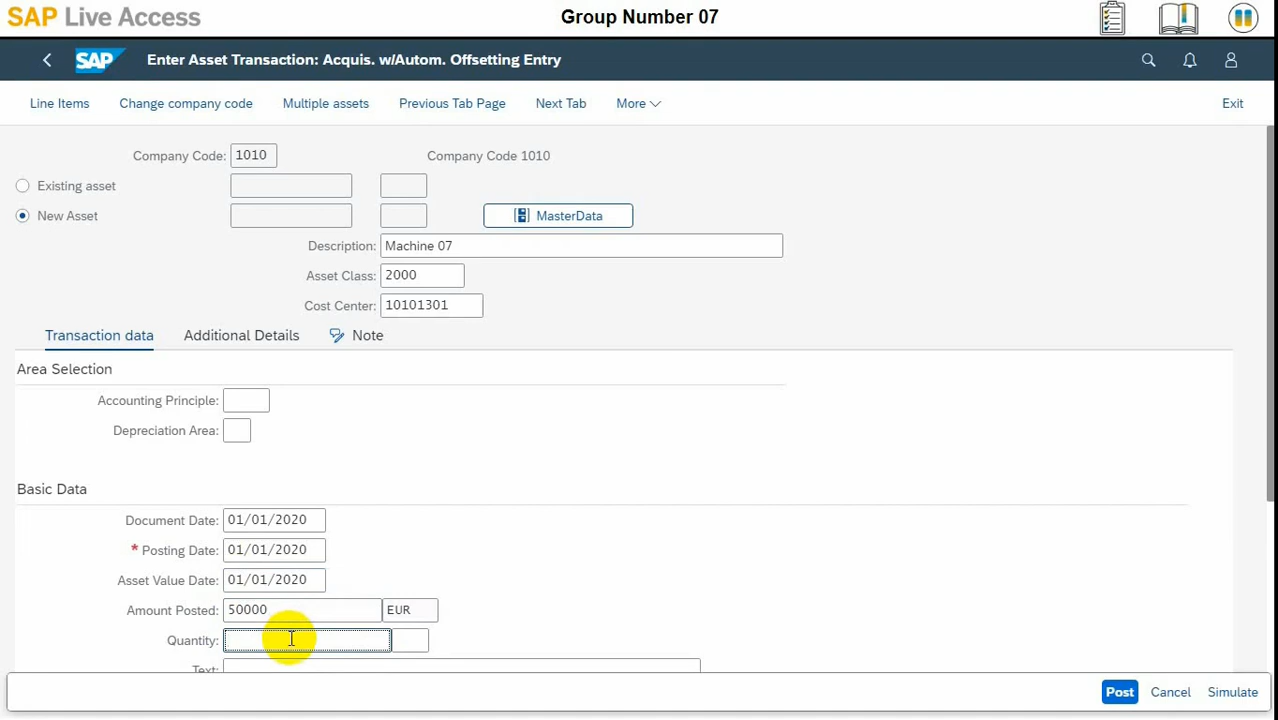 SAP Live Access
Group Number 07
SAP
Enter Asset Transaction: Acquis. w/Autom. Offsetting Entry
Line Items Change company code Multiple assets Previous Tab Page Next Tab More Exit
Company Code: 1010 Company Code 1010
Existing asset
New Asset MasterData
Description: Machine 07
Asset Class: 2000
Cost Center: 10101301
Transaction data Additional Details Note
Area Selection
Accounting Principle:
Depreciation Area:
Basic Data
Document Date: 01/01/2020
* Posting Date: 01/01/2020
Asset Value Date: 01/01/2020
Amount Posted: 50000 EUR
Quantity:
Text:
Post Cancel Simulate